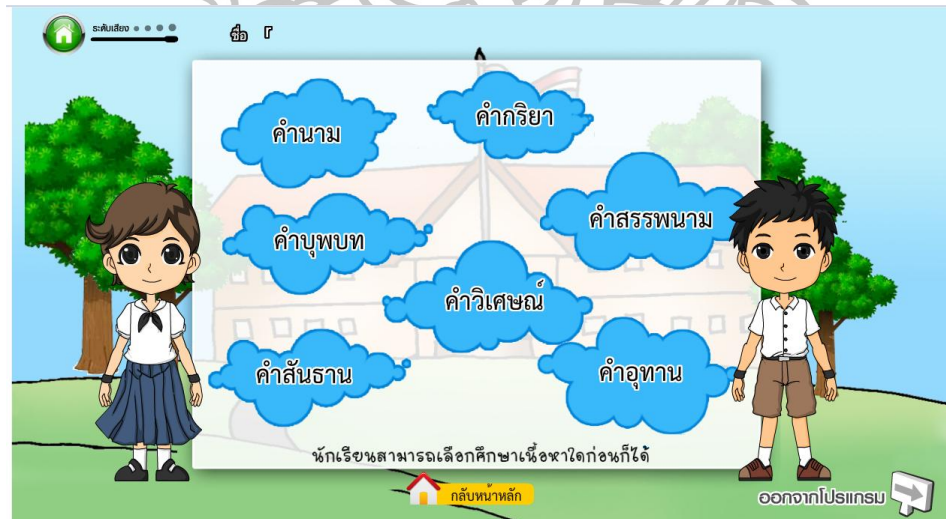 ระดับเสียง
ชื่อ
คำนาม
คำกริยา
คำบุพบท
คำสรรพนาม
คำวิเศษณ์
คำสันธาน
คำอุทาน
นักเรียนสามารถเลือกศึกษาเนื้อหาใดก่อนก็ได้
กลับหน้าหลัก
ออกจากโปรแกรม